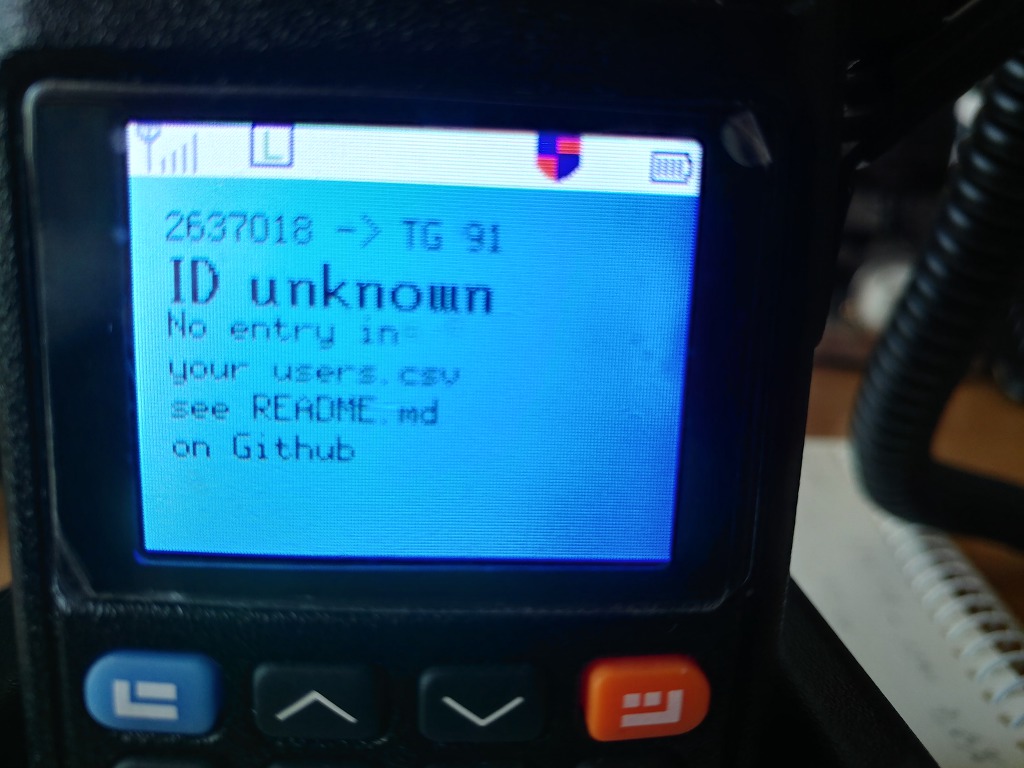 L
2637018 -> TG 91
ID unknown
No entry in
your users.csv
see README.md
on Github